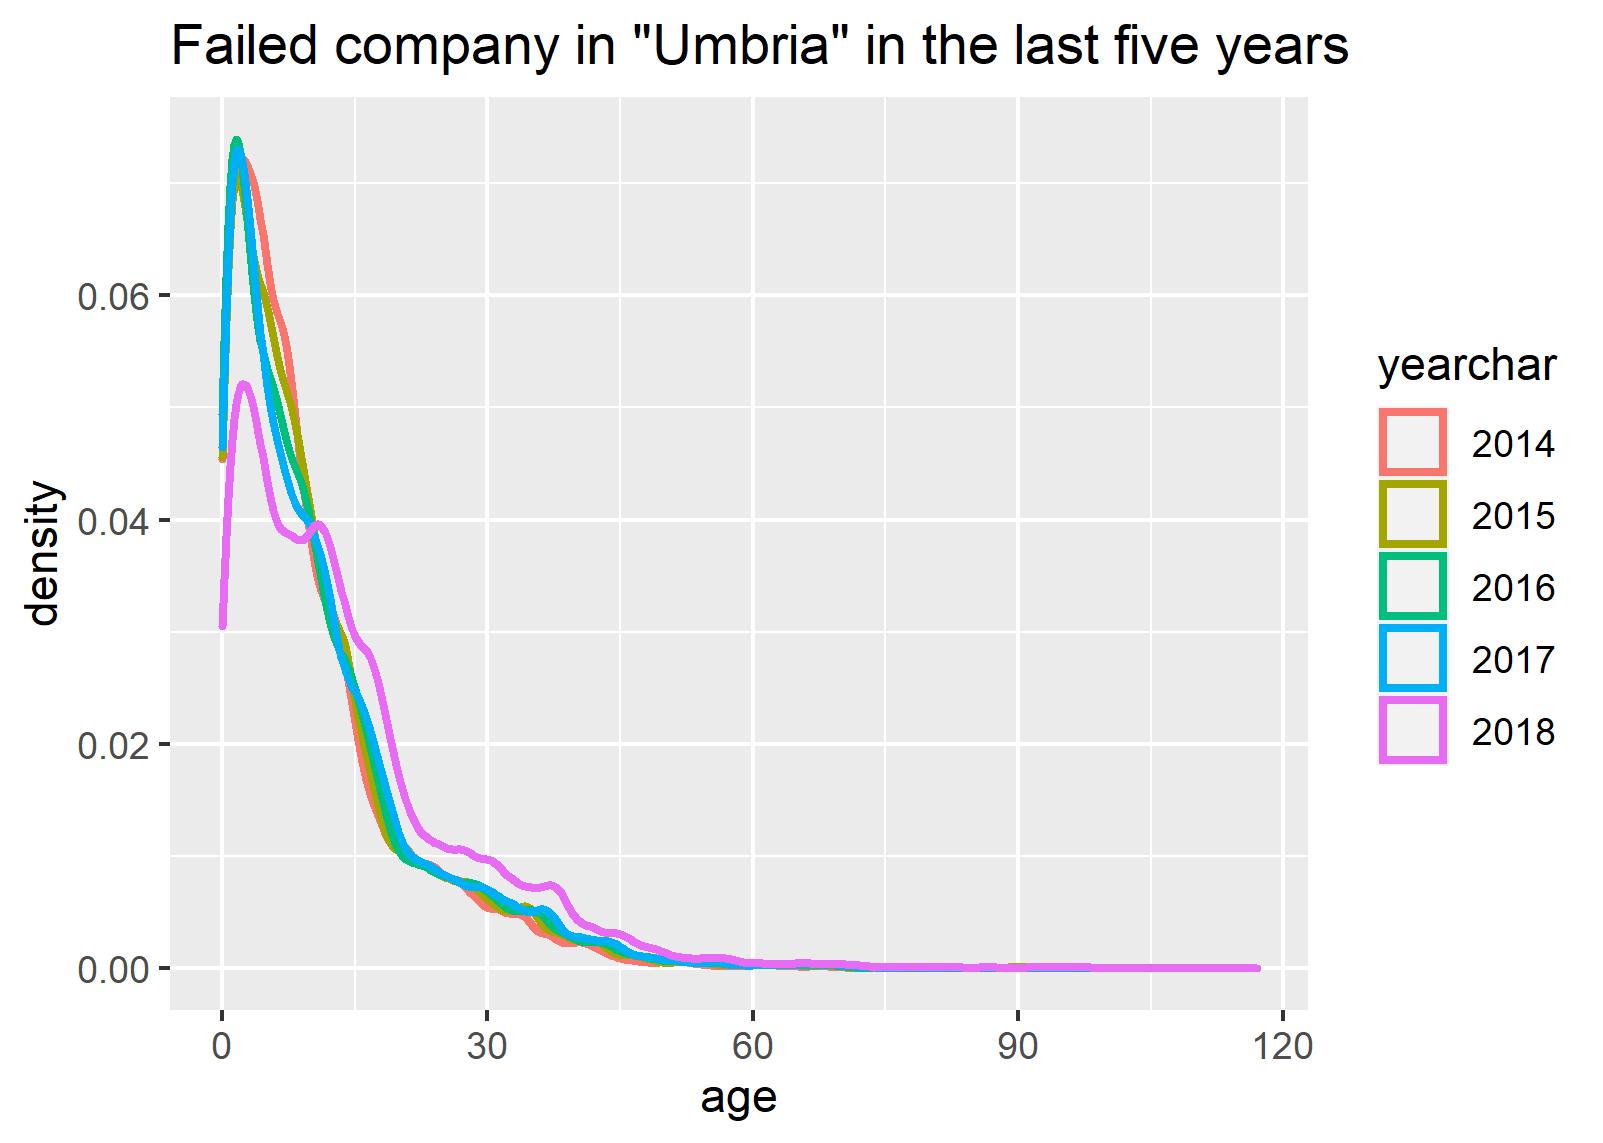 Failed company in "Umbria" in the last five years
0.06
0.04
0.02
0.00
density
0 30 60 90 120
age
yearchar
2014
2015
2016
2017
2018